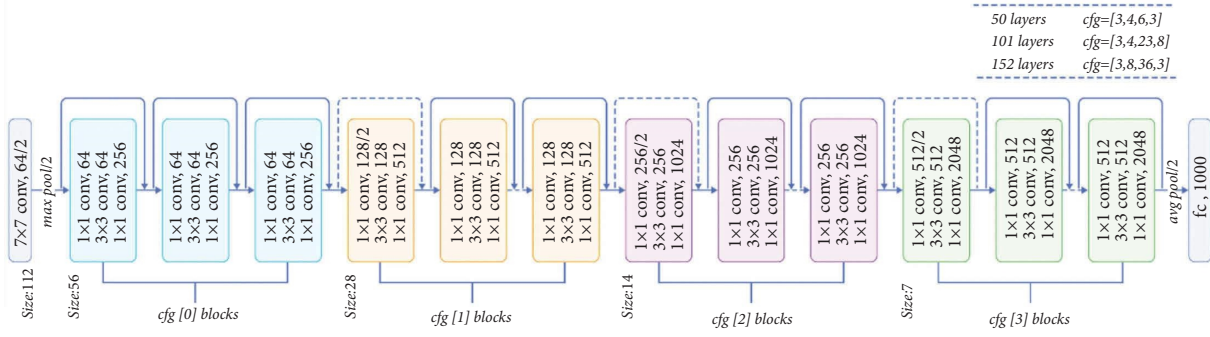 50 layers cfg=[3,4,6,3]
101 layers cfg=[3,4,23,8]
152 layers cfg=[3,8,36,3]
7×7 conv, 64/2
max pool/2
1×1 conv, 64
3×3 conv, 64
1×1 conv, 256
1×1 conv, 64
3×3 conv, 64
1×1 conv, 256
1×1 conv, 64
3×3 conv, 64
1×1 conv, 256
1×1 conv, 128/2
3×3 conv, 128
1×1 conv, 512
1×1 conv, 128
3×3 conv, 128
1×1 conv, 512
1×1 conv, 128
3×3 conv, 128
1×1 conv, 512
1×1 conv, 256/2
3×3 conv, 256
1×1 conv, 1024
1×1 conv, 256
3×3 conv, 256
1×1 conv, 1024
1×1 conv, 256
3×3 conv, 256
1×1 conv, 1024
1×1 conv, 512/2
3×3 conv, 512
1×1 conv, 2048
1×1 conv, 512
3×3 conv, 512
1×1 conv, 2048
1×1 conv, 512
3×3 conv, 512
1×1 conv, 2048
avg pool/2
fc , 1000
Size:112
Size:56
cfg [0] blocks
Size:28
cfg [1] blocks
Size:14
cfg [2] blocks
Size:7
cfg [3] blocks